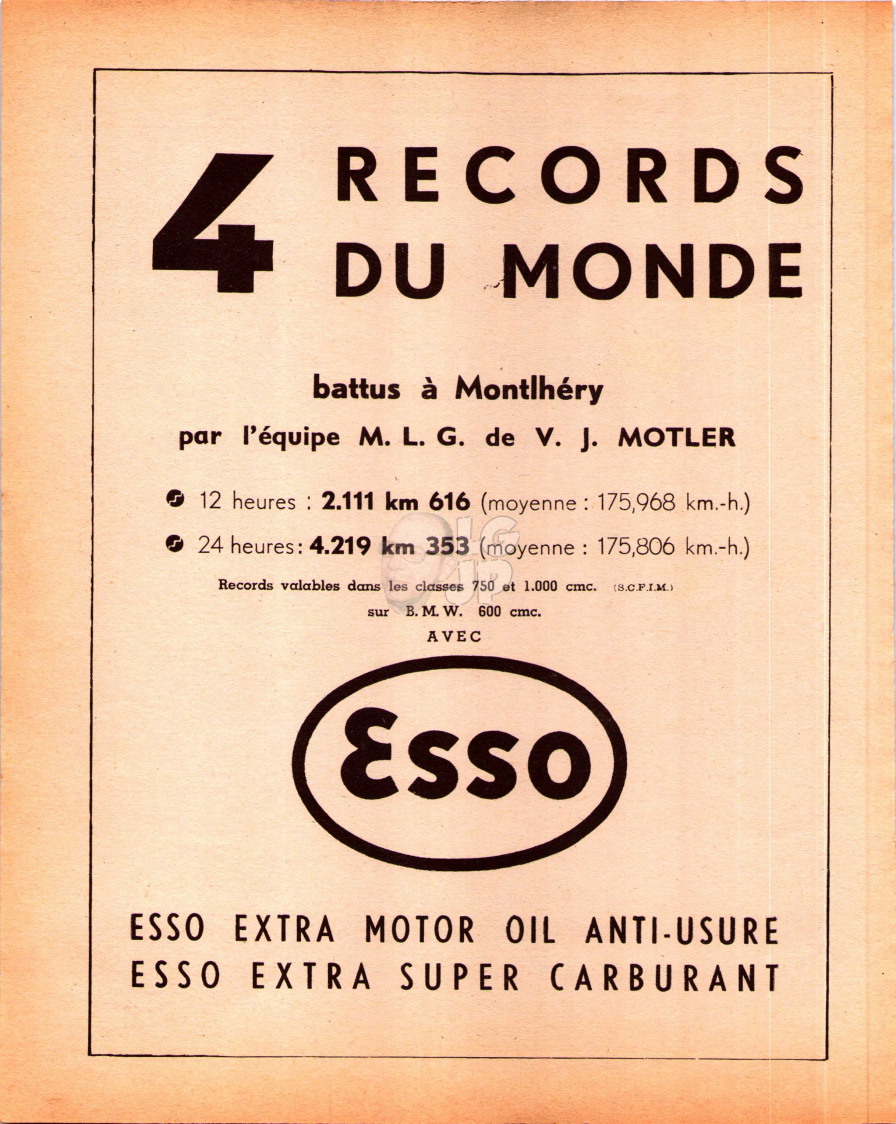 4 RECORDS
DU MONDE
battus à Montlhéry
par l'équipe M. L. G. de V. J. MOTLER
12 heures : 2.111 km 616 (moyenne : 175,968 km.-h.)
24 heures : 4.219 km 353 (moyenne : 175,806 km.-h.)
Records valables dans les classes 750 et 1.000 cmc. (S.C.F.I.M.)
sur B. M. W. 600 cmc.
AVEC
Esso
ESSO EXTRA MOTOR OIL ANTI-USURE
ESSO EXTRA SUPER CARBURANT